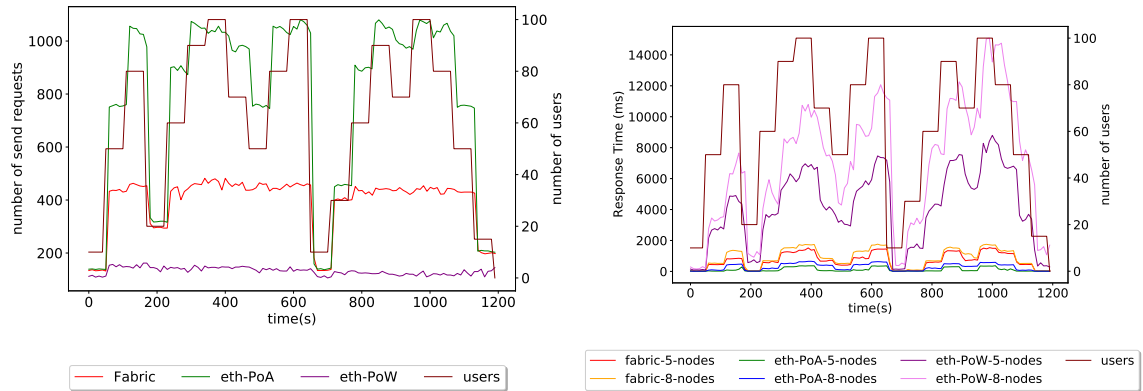 number of send requests
1000
800
600
400
200
100
80
60
40
20
0
number of users
0
200
400
600
800
1000
1200
time(s)
Fabric
eth-PoA
eth-PoW
users
Response Time (ms)
14000
12000
10000
8000
6000
4000
2000
0
100
80
60
40
20
0
number of users
0
200
400
600
800
1000
1200
time(s)
fabric-5-nodes
eth-PoA-5-nodes
eth-PoW-5-nodes
users
fabric-8-nodes
eth-PoA-8-nodes
eth-PoW-8-nodes